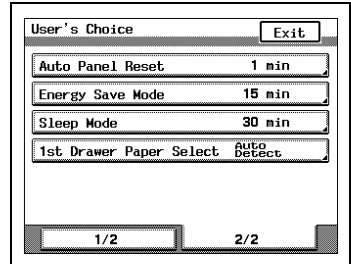 User's Choice Exit
Auto Panel Reset 1 min
Energy Save Mode 15 min
Sleep Mode 30 min
1st Drawer Paper Select Auto Detect
1/2 2/2